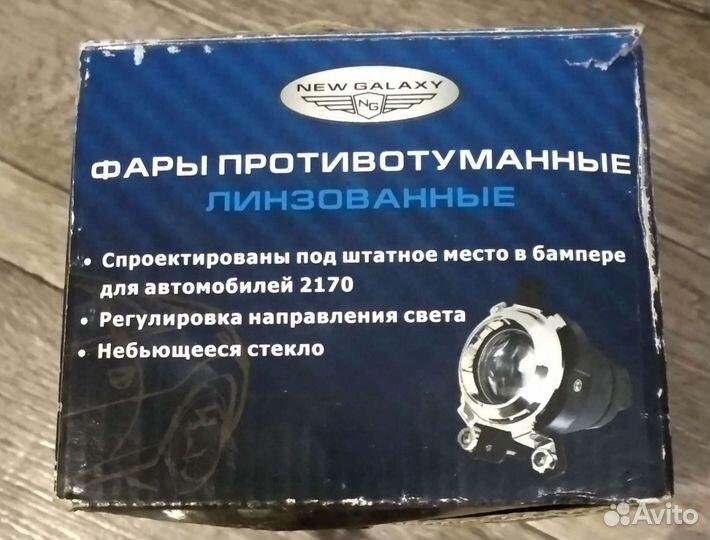 NEW GALAXY
NG
ФАРЫ ПРОТИВОТУМАННЫЕ
ЛИНЗОВАННЫЕ
• Спроектированы под штатное место в бампере
для автомобилей 2170
• Регулировка направления света
• Небьющееся стекло
Avito